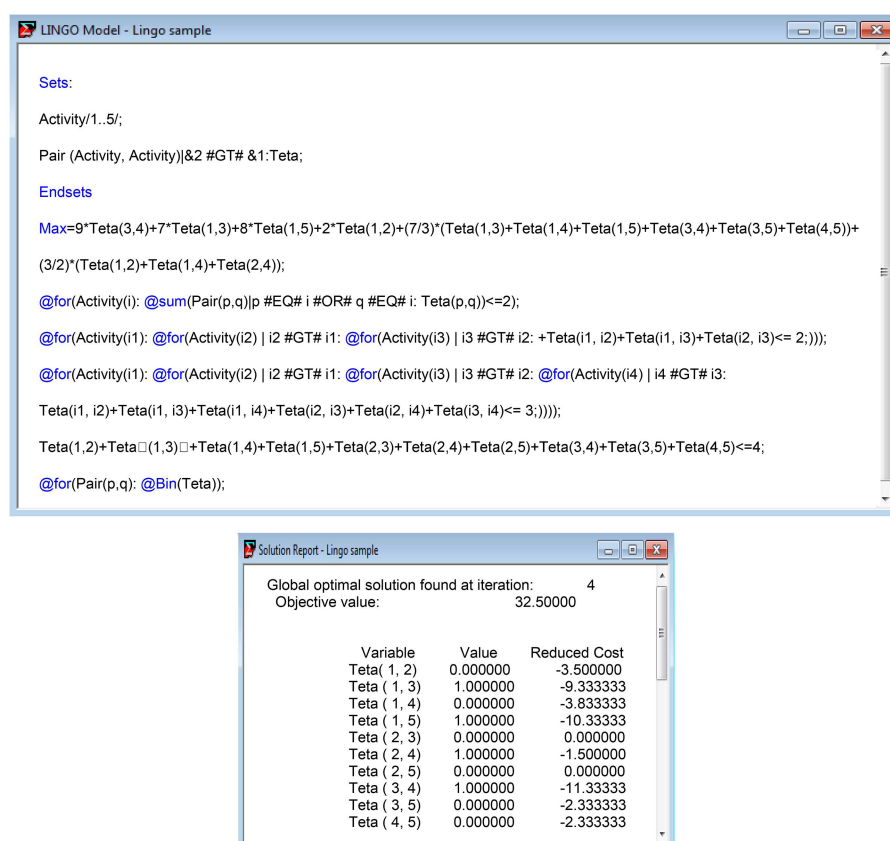 LINGO Model - Lingo sample
Sets:
Activity/1..5/;
Pair (Activity, Activity)|&2 #GT# &1:Teta;
Endsets
Max=9*Teta(3,4)+7*Teta(1,3)+8*Teta(1,5)+2*Teta(1,2)+(7/3)*(Teta(1,3)+Teta(1,4)+Teta(1,5)+Teta(3,4)+Teta(3,5)+Teta(4,5))+
(3/2)*(Teta(1,2)+Teta(1,4)+Teta(2,4));
@for(Activity(i): @sum(Pair(p,q)|p #EQ# i #OR# q #EQ# i: Teta(p,q))<=2);
@for(Activity(i1): @for(Activity(i2) | i2 #GT# i1: @for(Activity(i3) | i3 #GT# i2: +Teta(i1, i2)+Teta(i1, i3)+Teta(i2, i3)<= 2;)));
@for(Activity(i1): @for(Activity(i2) | i2 #GT# i1: @for(Activity(i3) | i3 #GT# i2: @for(Activity(i4) | i4 #GT# i3:
Teta(i1, i2)+Teta(i1, i3)+Teta(i1, i4)+Teta(i2, i3)+Teta(i2, i4)+Teta(i3, i4)<= 3;))));
Teta(1,2)+Teta□(1,3)□+Teta(1,4)+Teta(1,5)+Teta(2,3)+Teta(2,4)+Teta(2,5)+Teta(3,4)+Teta(3,5)+Teta(4,5)<=4;
@for(Pair(p,q): @Bin(Teta));
Solution Report - Lingo sample
Global optimal solution found at iteration: 4
Objective value: 32.50000
Variable Value Reduced Cost
Teta( 1, 2) 0.000000 -3.500000
Teta ( 1, 3) 1.000000 -9.333333
Teta ( 1, 4) 0.000000 -3.833333
Teta ( 1, 5) 1.000000 -10.33333
Teta ( 2, 3) 0.000000 0.000000
Teta ( 2, 4) 1.000000 -1.500000
Teta ( 2, 5) 0.000000 0.000000
Teta ( 3, 4) 1.000000 -11.33333
Teta ( 3, 5) 0.000000 -2.333333
Teta ( 4, 5) 0.000000 -2.333333